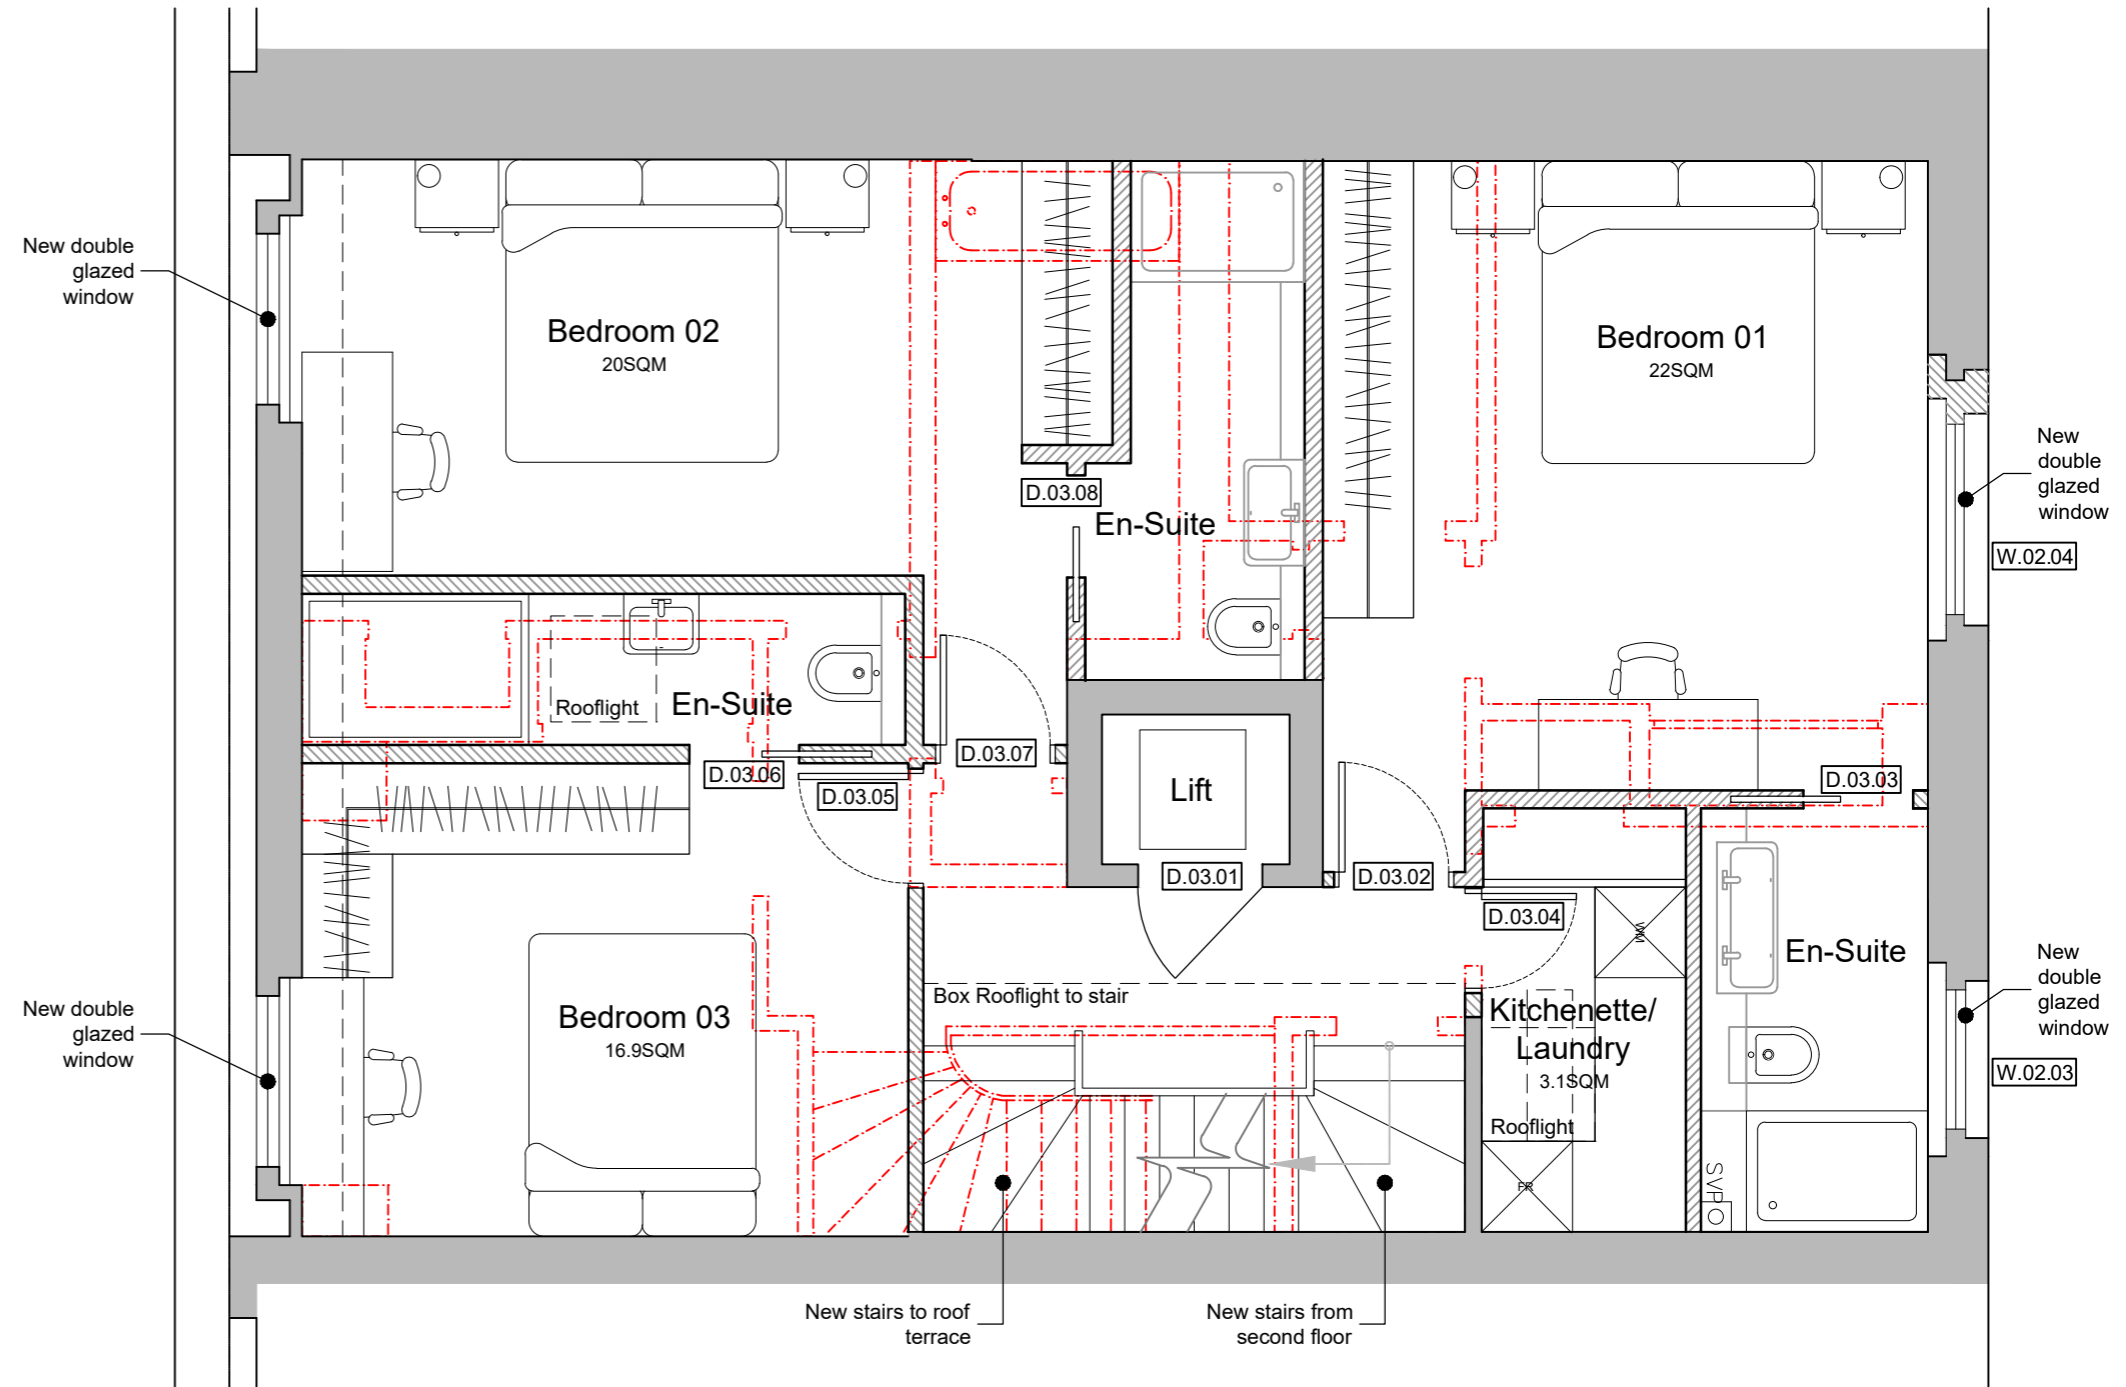 New double
glazed
window
Bedroom 02
20SQM
D.03.08
En-Suite
Bedroom 01
22SQM
New
double
glazed
window
W.02.04
Rooflight
En-Suite
D.03.06
D.03.05
D.03.07
Lift
D.03.01
D.03.02
D.03.03
D.03.04
WM
En-Suite
New double
glazed
window
Bedroom 03
16.9SQM
Box Rooflight to stair
Kitchenette/
Laundry
3.1SQM
Rooflight
FR
SVP
New
double
glazed
window
W.02.03
New stairs to roof
terrace
New stairs from
second floor